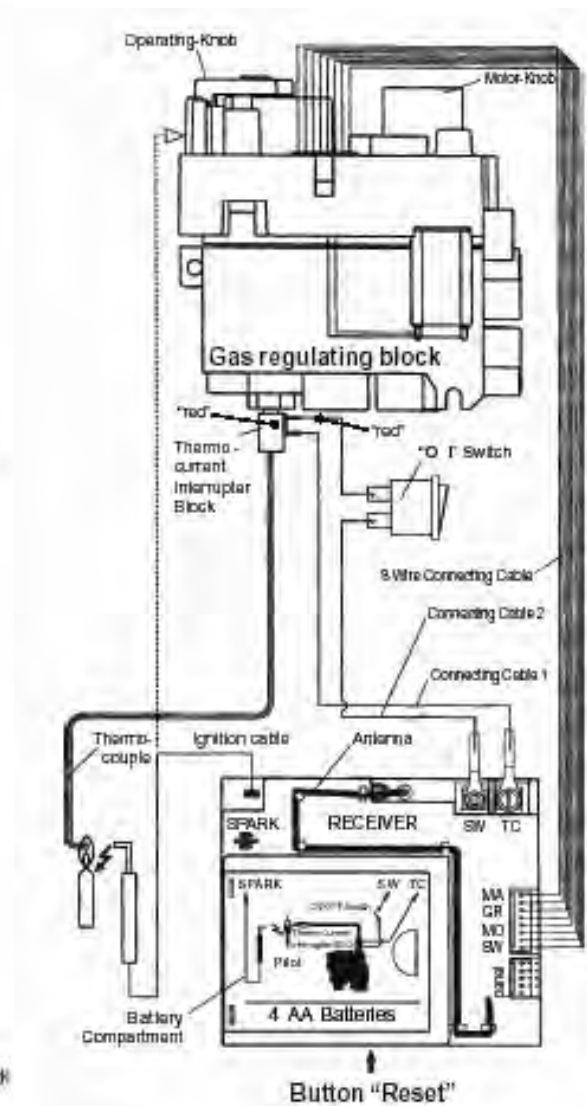 Operating-Knob
Motor-Knob
Gas regulating block
"red"
"red"
Thermo-
current
Interrupter
Block
"O I" Switch
8 Wire Connecting Cable
Connecting Cable 2
Connecting Cable 1
Thermo-
couple
Ignition cable
Antenna
SPARK
RECEIVER
SW
TC
SPARK
SW
TC
Pilot
MA
GR
MO
SW
4 AA Batteries
Battery
Compartment
Button "Reset"